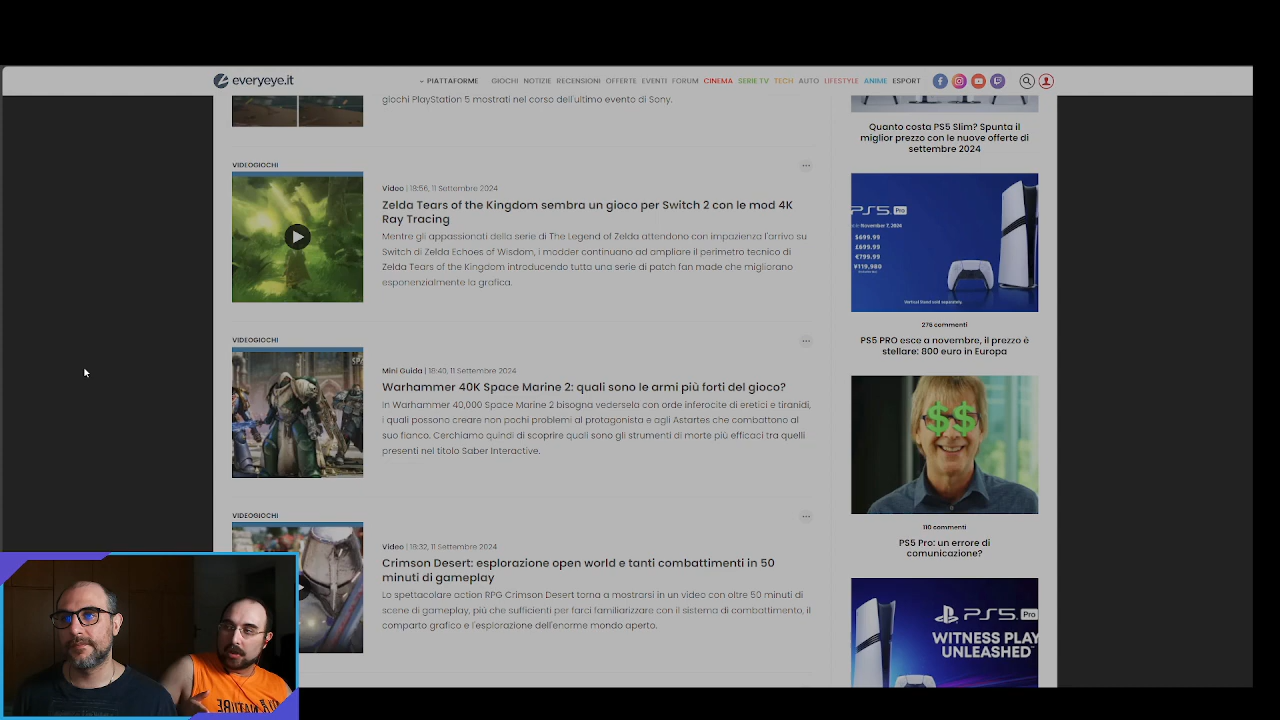 everyeye.it
PIATTAFORME GIOCHI NOTIZIE RECENSIONI OFFERTE EVENTI FORUM CINEMA SERIE TV TECH AUTO LIFESTYLE ANIME ESPORT
giochi PlayStation 5 mostrati nel corso dell'ultimo evento di Sony.
VIDEOGIOCHI
Video | 18:56, 11 Settembre 2024
Zelda Tears of the Kingdom sembra un gioco per Switch 2 con le mod 4K
Ray Tracing
Mentre gli appassionati della serie di The Legend of Zelda attendono con impazienza l'arrivo su
Switch di Zelda Echoes of Wisdom, i modder continuano ad ampliare il perimetro tecnico di
Zelda Tears of the Kingdom introducendo tutta una serie di patch fan made che migliorano
esponenzialmente la grafica.
VIDEOGIOCHI
Mini Guida | 18:40, 11 Settembre 2024
Warhammer 40K Space Marine 2: quali sono le armi più forti del gioco?
In Warhammer 40,000 Space Marine 2 bisogna vedersela con orde inferocite di eretici e tiranidi,
i quali possono creare non pochi problemi al protagonista e agli Astartes che combattono al
suo fianco. Cerchiamo quindi di scoprire quali sono gli strumenti di morte più efficaci tra quelli
presenti nel titolo Saber Interactive.
VIDEOGIOCHI
Video | 18:32, 11 Settembre 2024
Crimson Desert: esplorazione open world e tanti combattimenti in 50
minuti di gameplay
Lo spettacolare action RPG Crimson Desert torna a mostrarsi in un video con oltre 50 minuti di
scene di gameplay, più che sufficienti per farci familiarizzare con il sistema di combattimento, il
comparto grafico e l'esplorazione dell'enorme mondo aperto.
Quanto costa PS5 Slim? Spunta il
miglior prezzo con le nuove offerte di
settembre 2024
PS5 Pro
in November 7, 2024
$699.99
£699.99
€799.99
¥119,980
Vertical Stand sold separately.
276 commenti
PS5 PRO esce a novembre, il prezzo è
stellare: 800 euro in Europa
$$
110 commenti
PS5 Pro: un errore di
comunicazione?
PS5 Pro
WITNESS PLAY
UNLEASHED™
NATURE